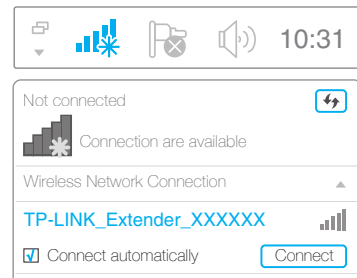 10:31
Not connected
Connection are available
Wireless Network Connection
TP-LINK_Extender_XXXXXX
Connect automatically
Connect